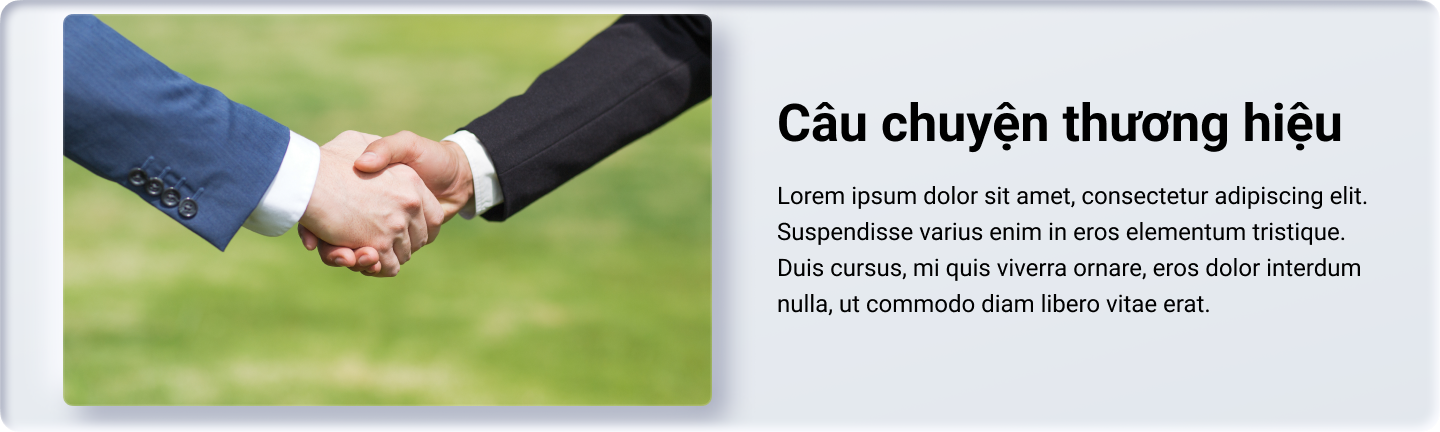 Câu chuyện thương hiệu
Lorem ipsum dolor sit amet, consectetur adipiscing elit.
Suspendisse varius enim in eros elementum tristique.
Duis cursus, mi quis viverra ornare, eros dolor interdum
nulla, ut commodo diam libero vitae erat.